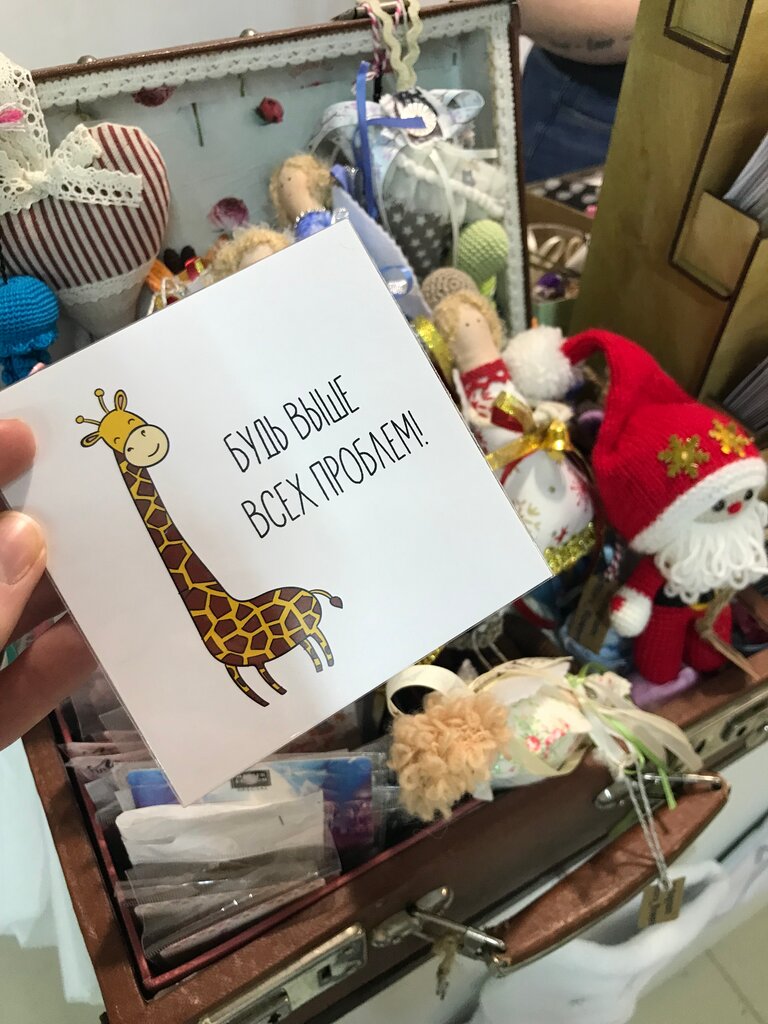 БУДЬ ВЫШЕ
ВСЕХ ПРОБЛЕМ!